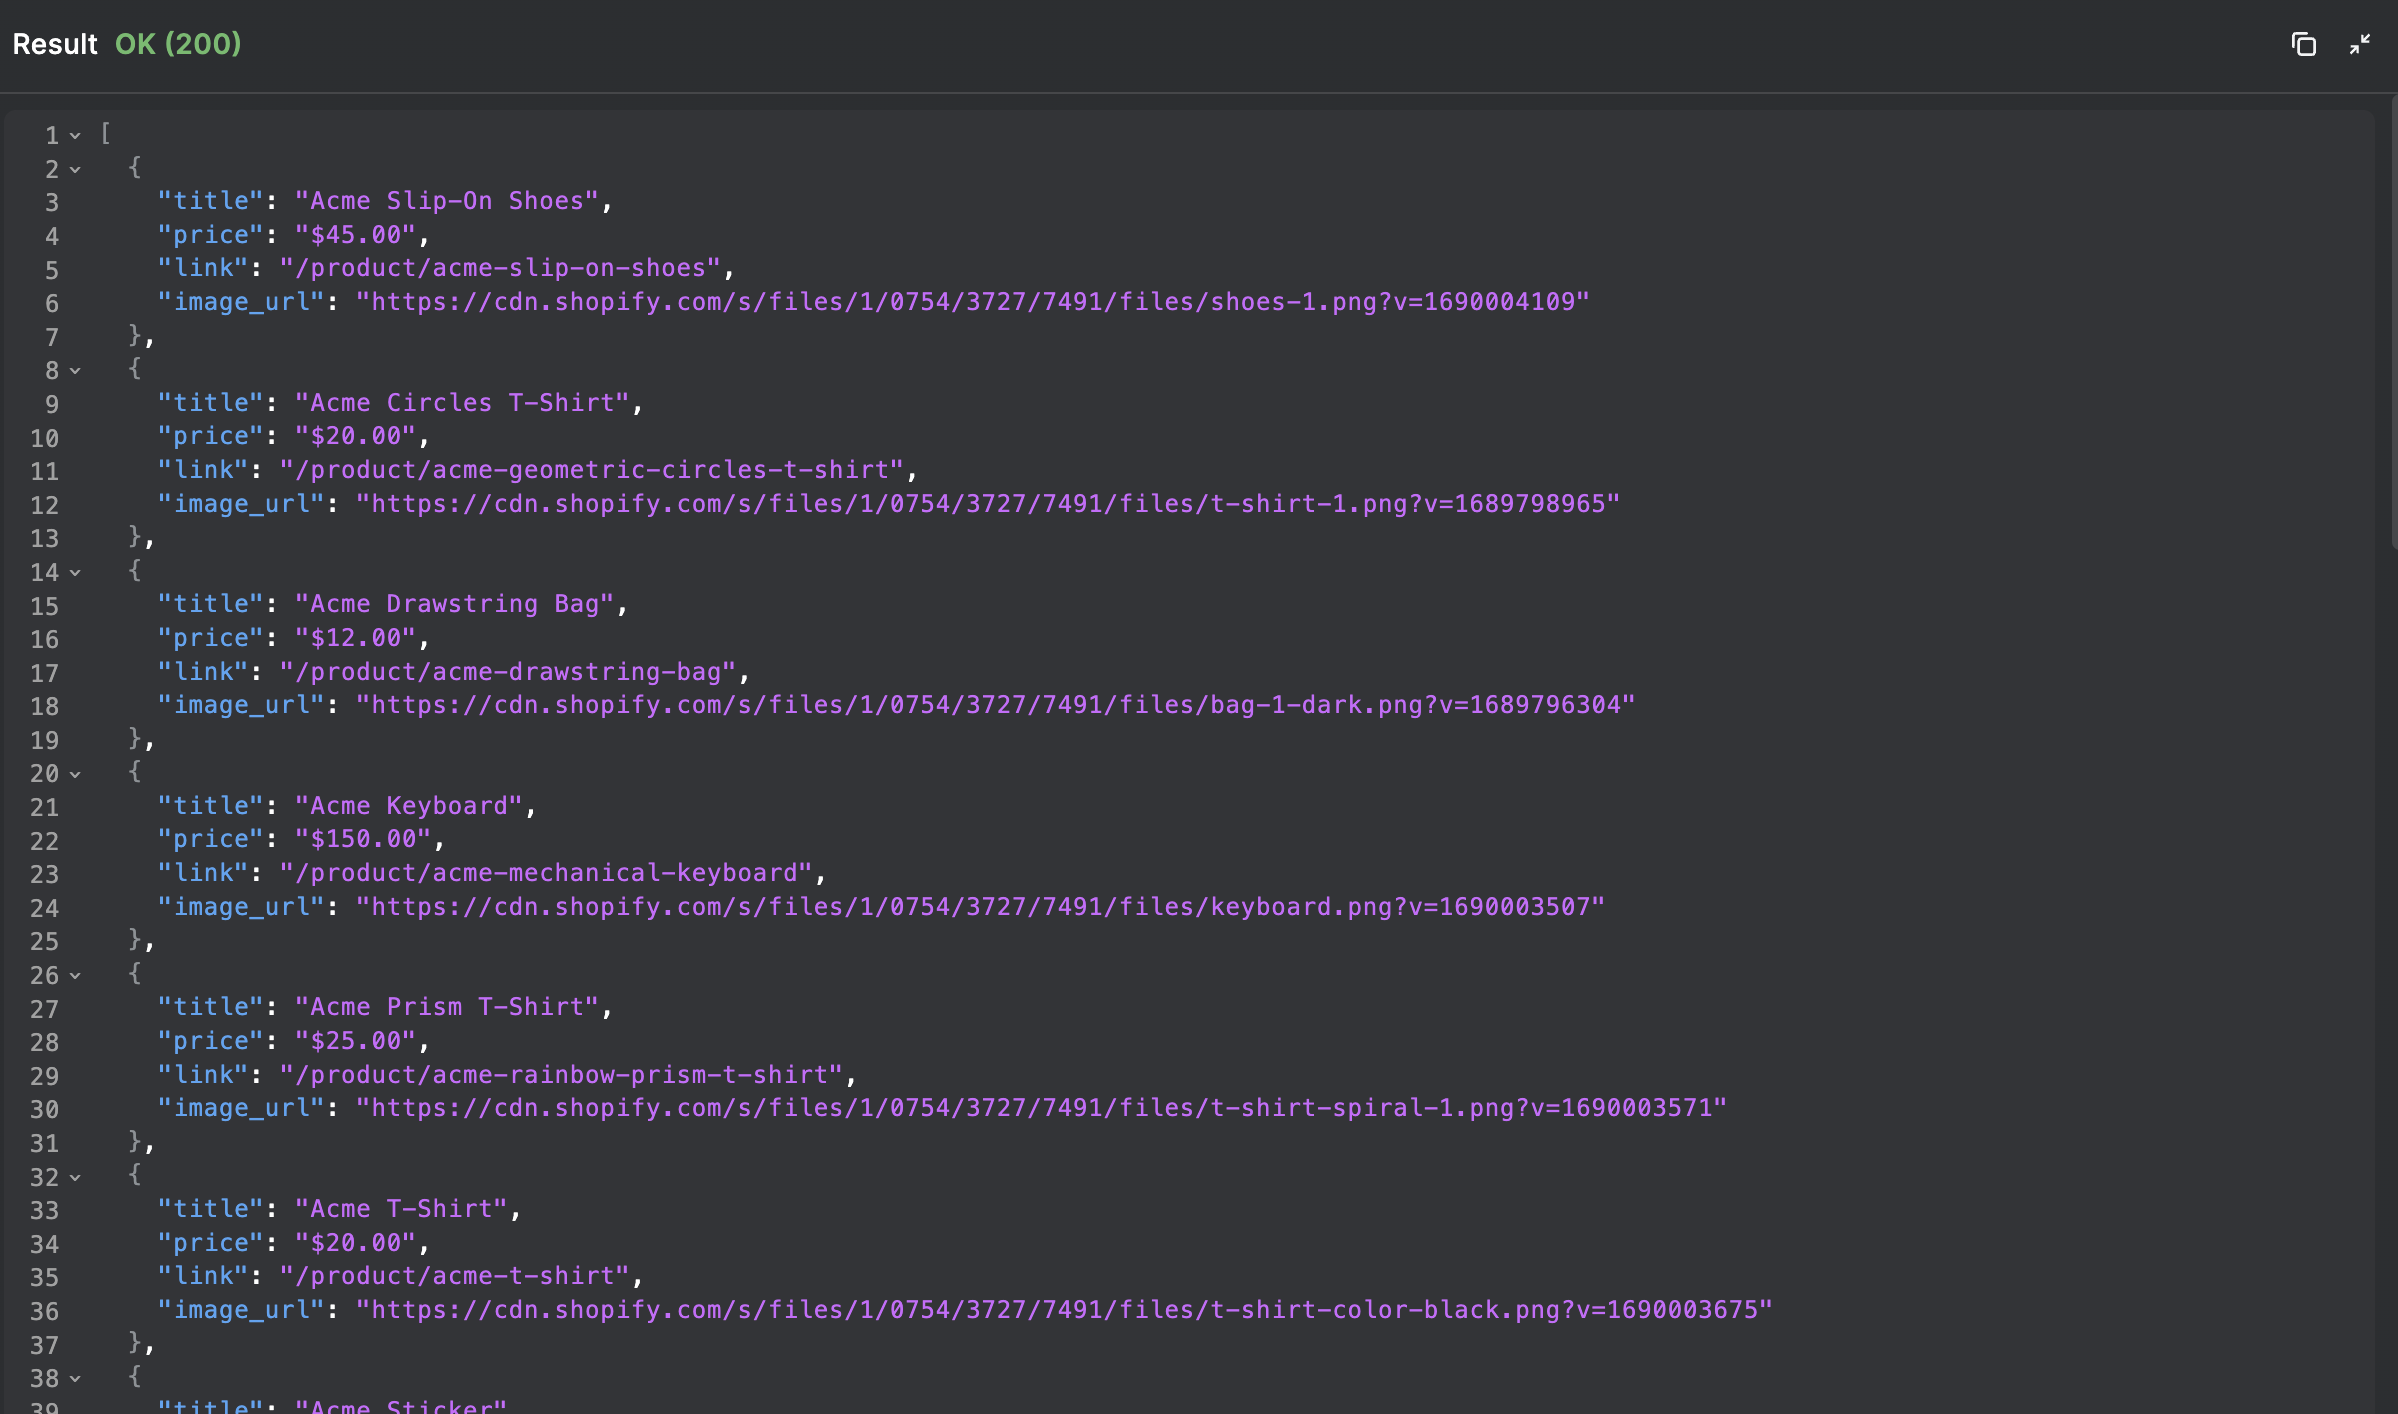 Result OK (200)
1 [
2 {
3 "title": "Acme Slip-On Shoes",
4 "price": "$45.00",
5 "link": "/product/acme-slip-on-shoes",
6 "image_url": "https://cdn.shopify.com/s/files/1/0754/3727/7491/files/shoes-1.png?v=1690004109"
7 },
8 {
9 "title": "Acme Circles T-Shirt",
10 "price": "$20.00",
11 "link": "/product/acme-geometric-circles-t-shirt",
12 "image_url": "https://cdn.shopify.com/s/files/1/0754/3727/7491/files/t-shirt-1.png?v=1689798965"
13 },
14 {
15 "title": "Acme Drawstring Bag",
16 "price": "$12.00",
17 "link": "/product/acme-drawstring-bag",
18 "image_url": "https://cdn.shopify.com/s/files/1/0754/3727/7491/files/bag-1-dark.png?v=1689796304"
19 },
20 {
21 "title": "Acme Keyboard",
22 "price": "$150.00",
23 "link": "/product/acme-mechanical-keyboard",
24 "image_url": "https://cdn.shopify.com/s/files/1/0754/3727/7491/files/keyboard.png?v=1690003507"
25 },
26 {
27 "title": "Acme Prism T-Shirt",
28 "price": "$25.00",
29 "link": "/product/acme-rainbow-prism-t-shirt",
30 "image_url": "https://cdn.shopify.com/s/files/1/0754/3727/7491/files/t-shirt-spiral-1.png?v=1690003571"
31 },
32 {
33 "title": "Acme T-Shirt",
34 "price": "$20.00",
35 "link": "/product/acme-t-shirt",
36 "image_url": "https://cdn.shopify.com/s/files/1/0754/3727/7491/files/t-shirt-color-black.png?v=1690003675"
37 },
38 {
39 "title": "Acme Sticker"